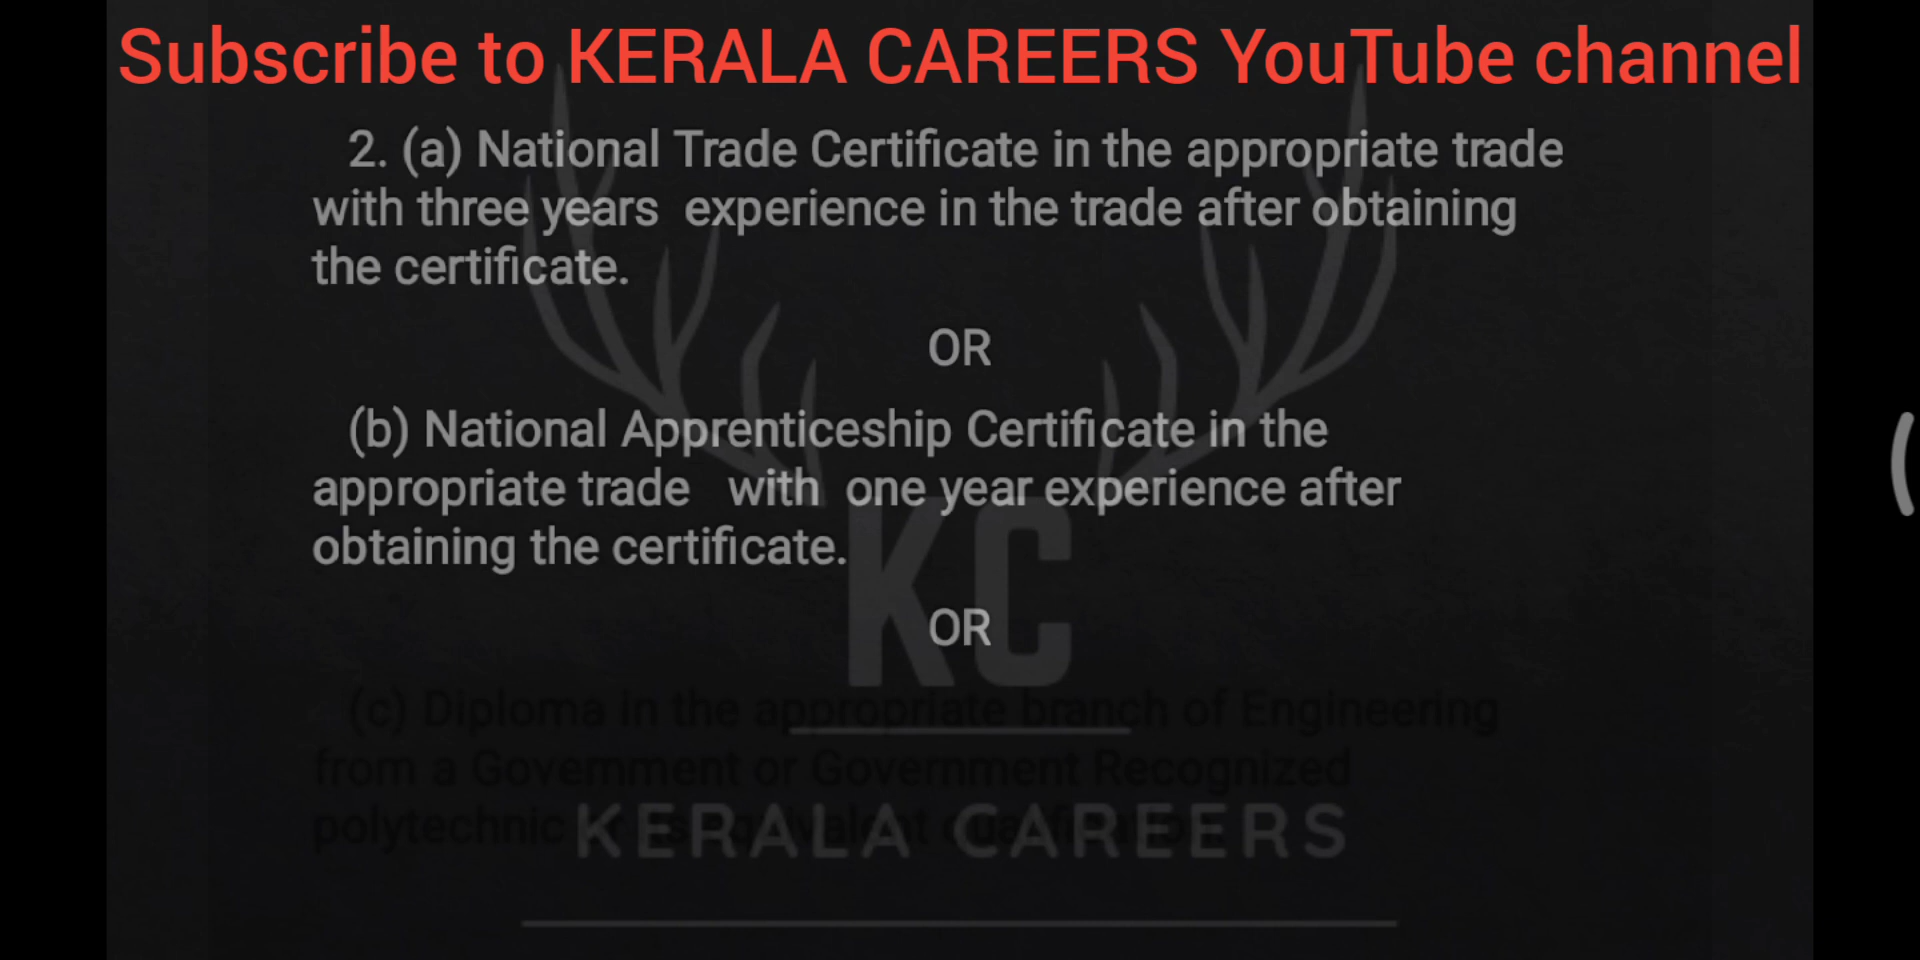 Subscribe to KERALA CAREERS YouTube channel
2. (a) National Trade Certificate in the appropriate trade
with three years experience in the trade after obtaining
the certificate.
OR
(b) National Apprenticeship Certificate in the
appropriate trade with one year experience after
obtaining the certificate.
KC
OR
(c) Diploma in the appropriate branch of Engineering
from a Government or Government Recognized
polytechnic
KERALA CAREERS